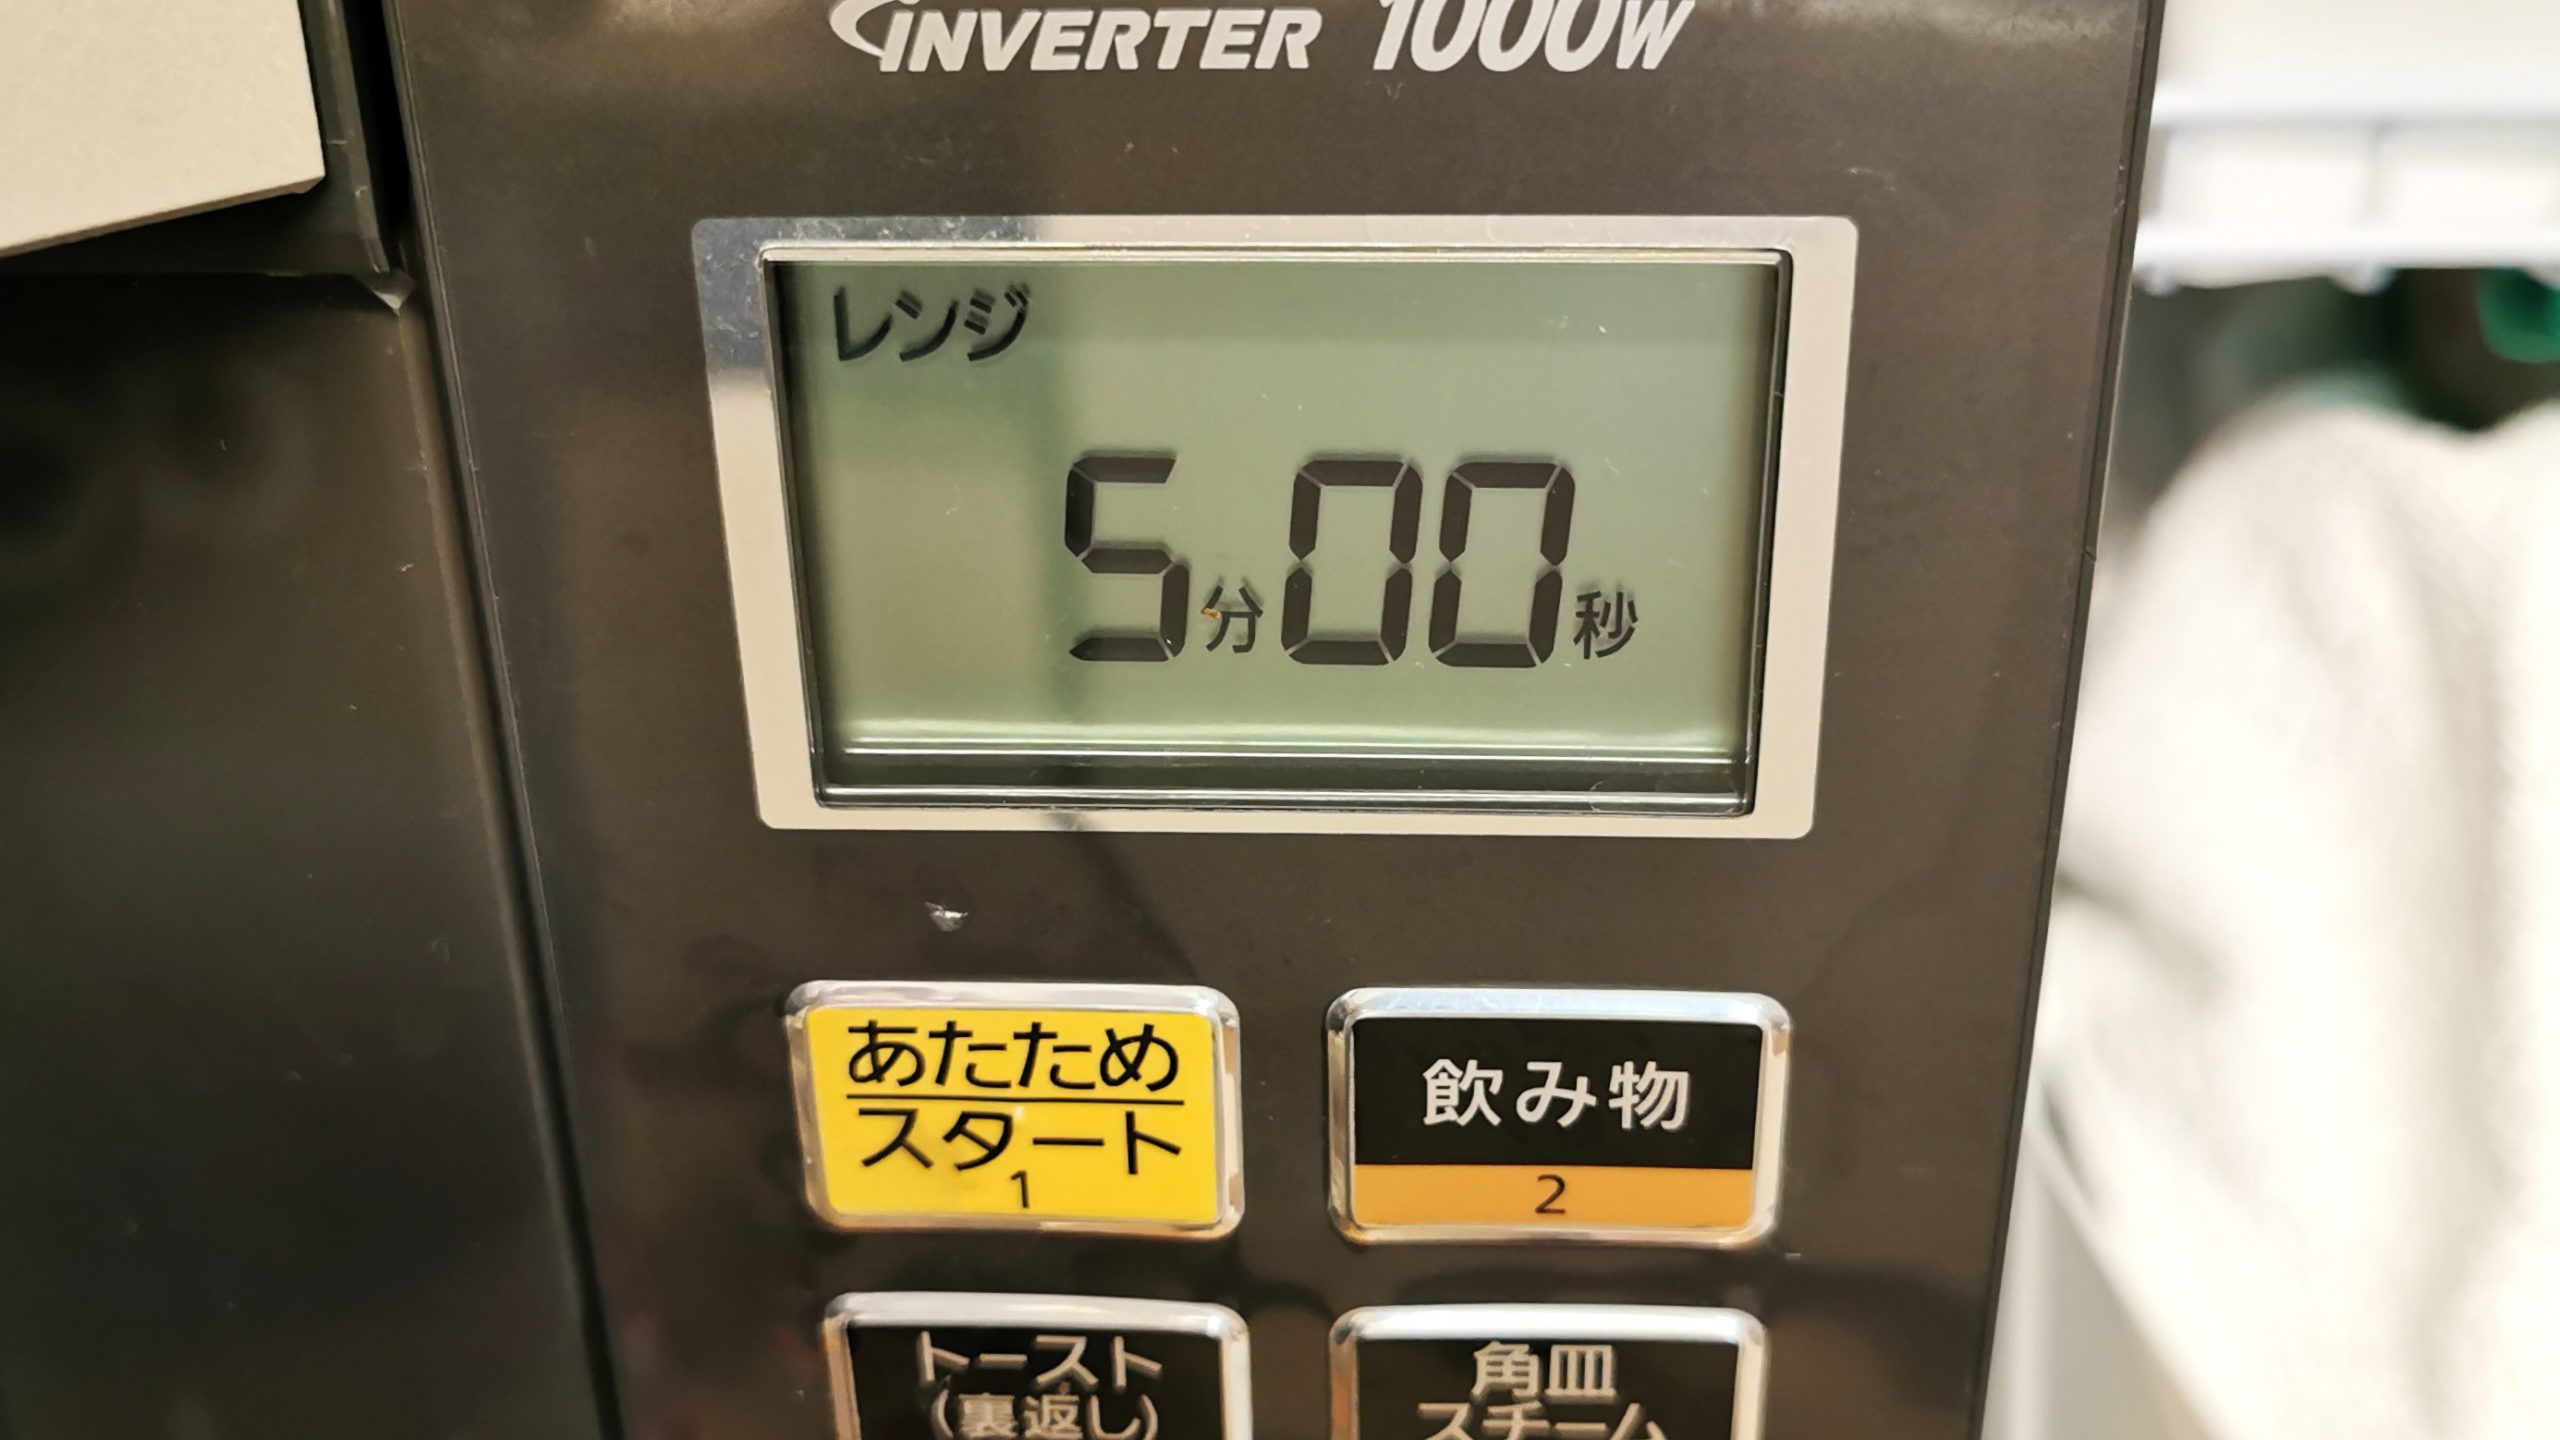 INVERTER 1000W
レンジ
5分00秒
あたため
スタート
1
飲み物
2
トースト
(裏返し)
角皿
スチーム